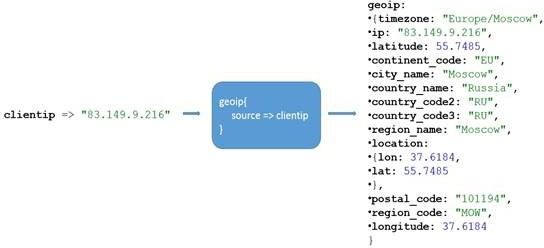 clientip => "83.149.9.216"
geoip{
source => clientip
}
geoip:
•{timezone: "Europe/Moscow",
•ip: "83.149.9.216",
•latitude: 55.7485,
•continent_code: "EU",
•city_name: "Moscow",
•country_name: "Russia",
•country_code2: "RU",
•country_code3: "RU",
•region_name: "Moscow",
•location:
•{lon: 37.6184,
•lat: 55.7485
•},
•postal_code: "101194",
•region_code: "MOW",
•longitude: 37.6184
}